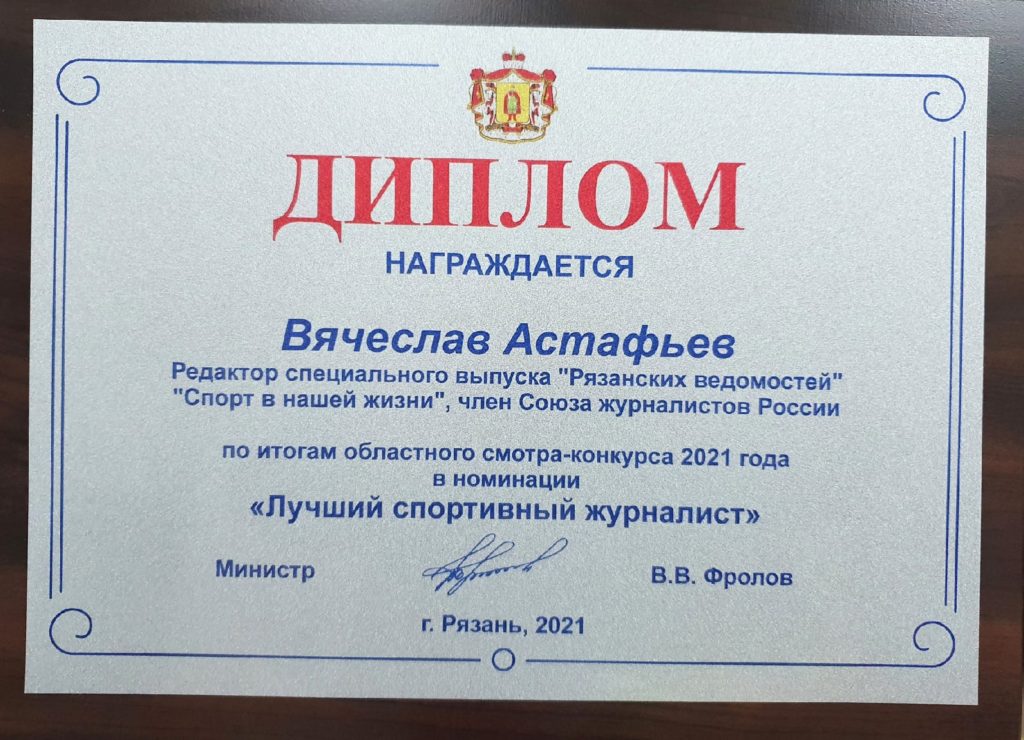 ДИПЛОМ
НАГРАЖДАЕТСЯ
Вячеслав Астафьев
Редактор специального выпуска "Рязанских ведомостей"
"Спорт в нашей жизни", член Союза журналистов России
по итогам областного смотра-конкурса 2021 года
в номинации
«Лучший спортивный журналист»
Министр В.В. Фролов
г. Рязань, 2021